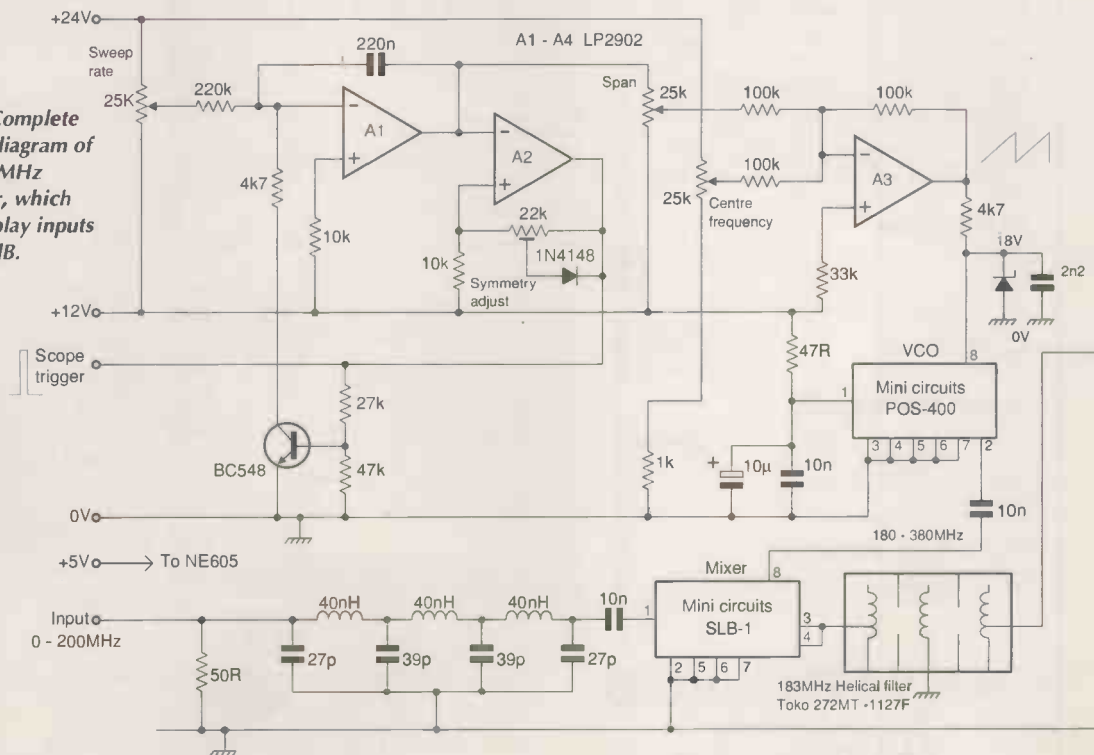 +24V
Sweep
rate
25K
220k
220n
A1 - A4 LP2902
A1
A2
4k7
10k
10k
22k
1N4148
Symmetry
adjust
Span
25k
100k
100k
25k
100k
Centre
frequency
A3
33k
4k7
18V
2n2
0V
Complete
diagram of
MHz
r, which
play inputs
dB.
+12V
Scope
trigger
27k
47k
BC548
0V
1k
47R
10µ
+
10n
VCO
8
1
Mini circuits
POS-400
3 4 5 6 7 2
10n
180 - 380MHz
+5V
To NE605
Input
0 - 200MHz
50R
40nH
40nH
40nH
27p
39p
39p
27p
10n
Mixer
8
1
Mini circuits
SLB-1
3
4
2 5 6 7
183MHz Helical filter
Toko 272MT -1127F